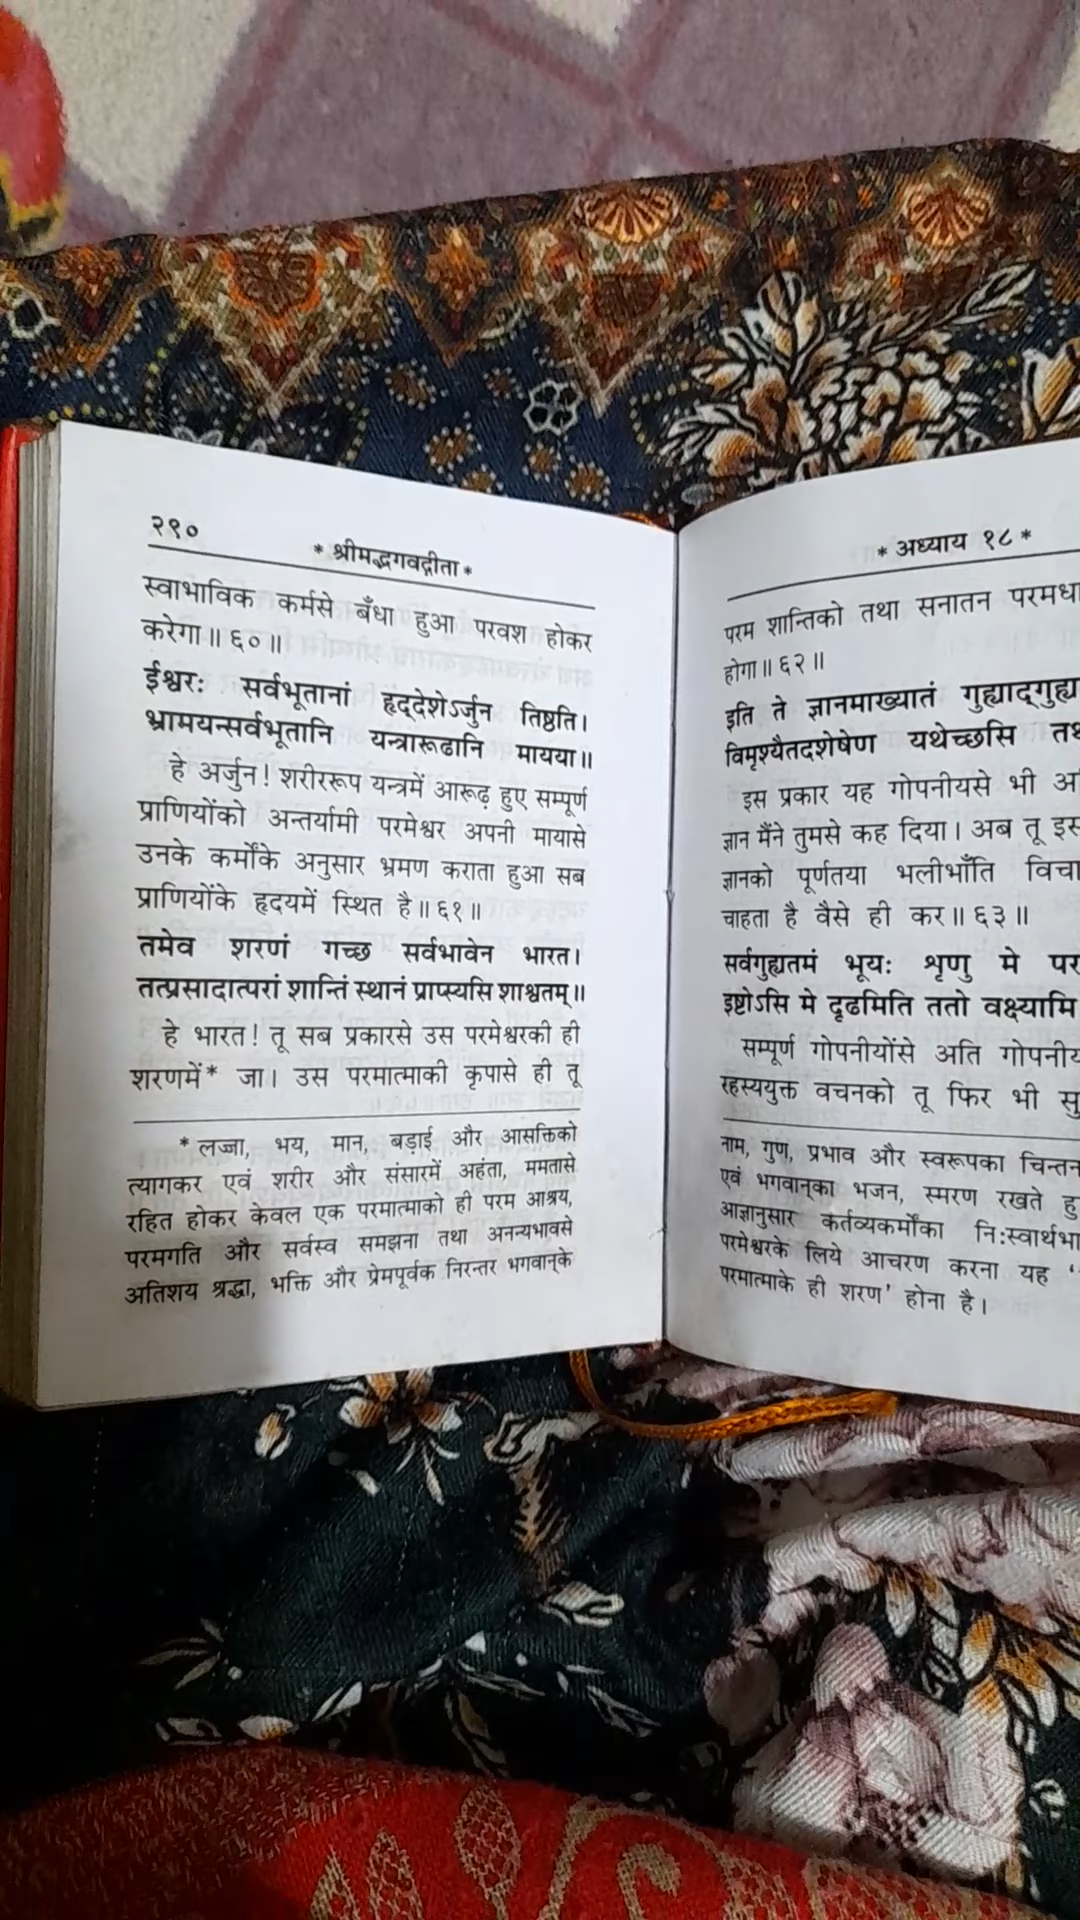 २९०
* श्रीमद्भगवद्गीता *
स्वाभाविक कर्मसे बँधा हुआ परवश होकर
करेगा॥ ६०॥
ईश्वरः सर्वभूतानां हृद्देशेऽर्जुन तिष्ठति।
भ्रामयन्सर्वभूतानि यन्त्रारूढानि मायया॥
हे अर्जुन! शरीररूप यन्त्रमें आरूढ़ हुए सम्पूर्ण
प्राणियोंको अन्तर्यामी परमेश्वर अपनी मायासे
उनके कर्मोंके अनुसार भ्रमण कराता हुआ सब
प्राणियोंके हृदयमें स्थित है॥ ६१॥
तमेव शरणं गच्छ सर्वभावेन भारत।
तत्प्रसादात्परां शान्तिं स्थानं प्राप्स्यसि शाश्वतम्॥
हे भारत! तू सब प्रकारसे उस परमेश्वरकी ही
शरणमें* जा। उस परमात्माकी कृपासे ही तू
* लज्जा, भय, मान, बड़ाई और आसक्तिको
त्यागकर एवं शरीर और संसारमें अहंता, ममतासे
रहित होकर केवल एक परमात्माको ही परम आश्रय,
परमगति और सर्वस्व समझना तथा अनन्यभावसे
अतिशय श्रद्धा, भक्ति और प्रेमपूर्वक निरन्तर भगवान्‌के
* अध्याय १८ *
परम शान्तिको तथा सनातन परमधा
होगा॥ ६२॥
इति ते ज्ञानमाख्यातं गुह्याद्गुह्य
विमृश्यैतदशेषेण यथेच्छसि तथ
इस प्रकार यह गोपनीयसे भी अ
ज्ञान मैंने तुमसे कह दिया। अब तू इस
ज्ञानको पूर्णतया भलीभाँति विचा
चाहता है वैसे ही कर॥ ६३॥
सर्वगुह्यतमं भूयः शृणु मे पर
इष्टोऽसि मे दृढमिति ततो वक्ष्यामि
सम्पूर्ण गोपनीयोंसे अति गोपनीय
रहस्ययुक्त वचनको तू फिर भी सु
नाम, गुण, प्रभाव और स्वरूपका चिन्तन
एवं भगवान्‌का भजन, स्मरण रखते हु
आज्ञानुसार कर्तव्यकर्मोंका निःस्वार्थभा
परमेश्वरके लिये आचरण करना यह ‘
परमात्माके ही शरण’ होना है।